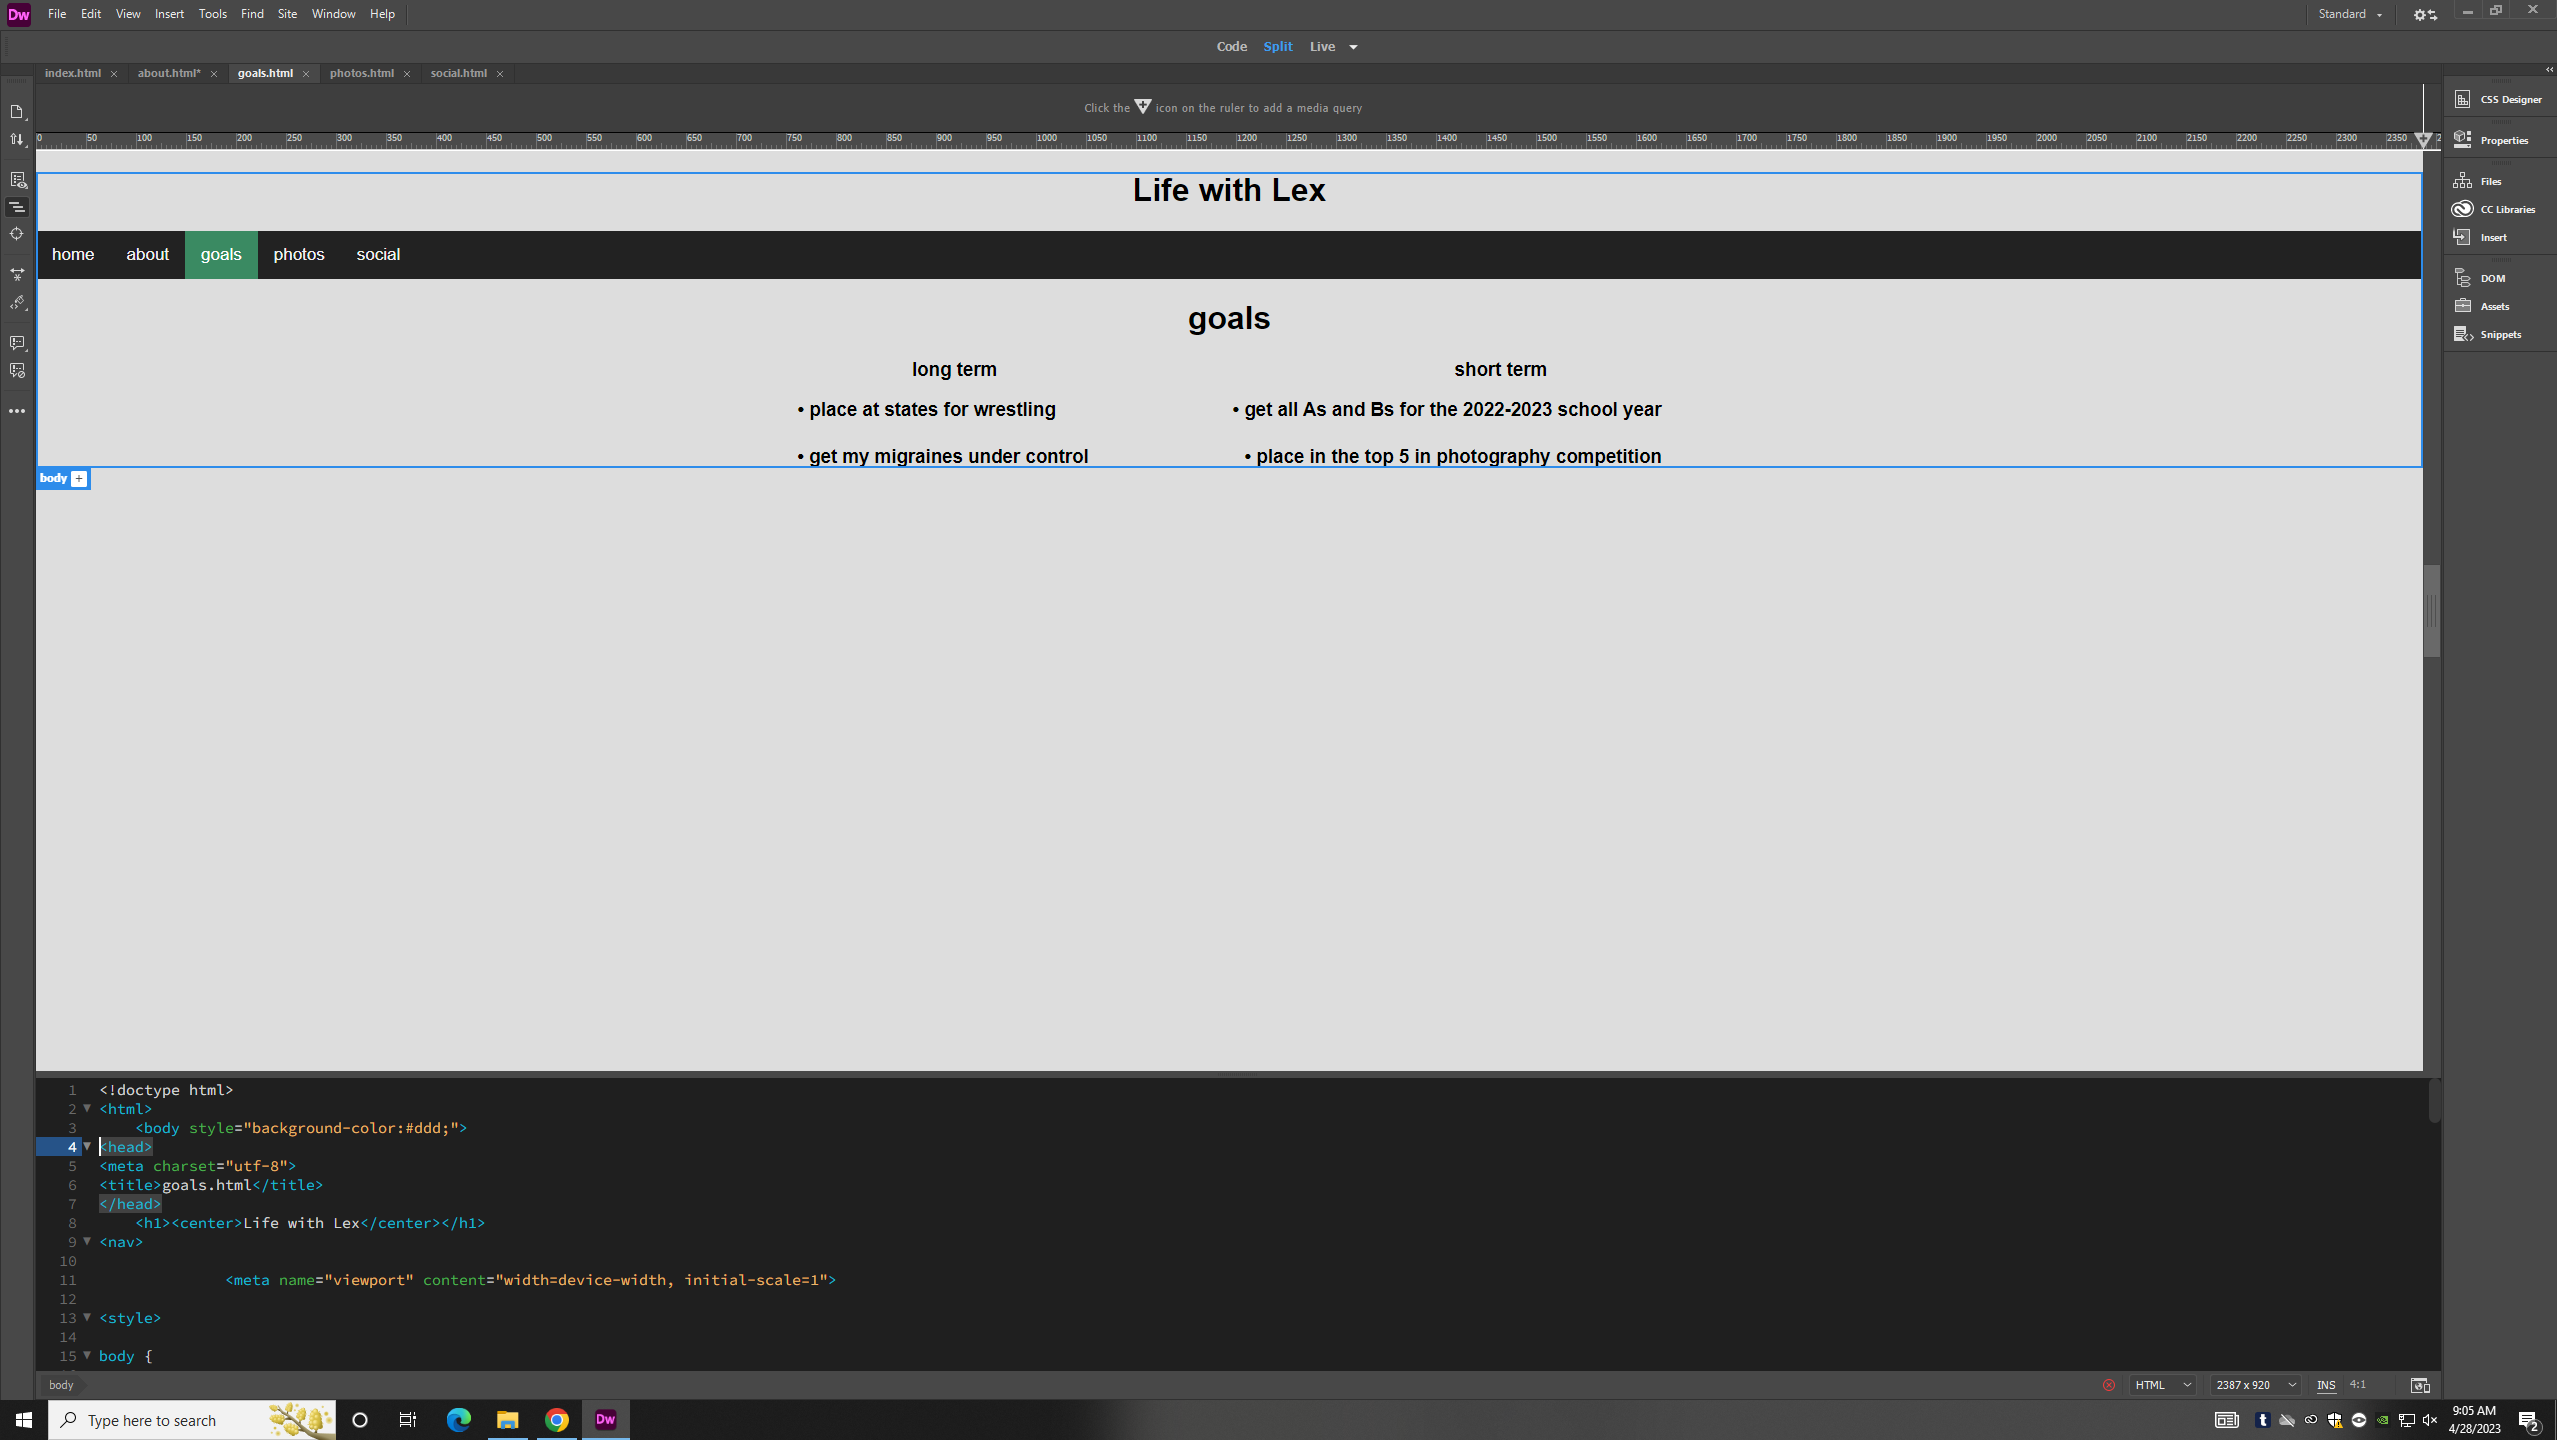 Dw File Edit View Insert Tools Find Site Window Help Standard
Code Split Live
index.html about.html* goals.html photos.html social.html
Click the icon on the ruler to add a media query
0 50 100 150 200 250 300 350 400 450 500 550 600 650 700 750 800 850 900 950 1000 1050 1100 1150 1200 1250 1300 1350 1400 1450 1500 1550 1600 1650 1700 1750 1800 1850 1900 1950 2000 2050 2100 2150 2200 2250 2300 2350
Life with Lex
home about goals photos social
goals
long term short term
• place at states for wrestling • get all As and Bs for the 2022-2023 school year
• get my migraines under control • place in the top 5 in photography competition
body +
CSS Designer
Properties
Files
CC Libraries
Insert
DOM
Assets
Snippets
1 <!doctype html>
2 <html>
3 <body style="background-color:#ddd;">
4 <head>
5 <meta charset="utf-8">
6 <title>goals.html</title>
7 </head>
8 <h1><center>Life with Lex</center></h1>
9 <nav>
10
11 <meta name="viewport" content="width=device-width, initial-scale=1">
12
13 <style>
14
15 body {
body HTML 2387 x 920 INS 4:1
Type here to search Dw t 9:05 AM
4/28/2023 2